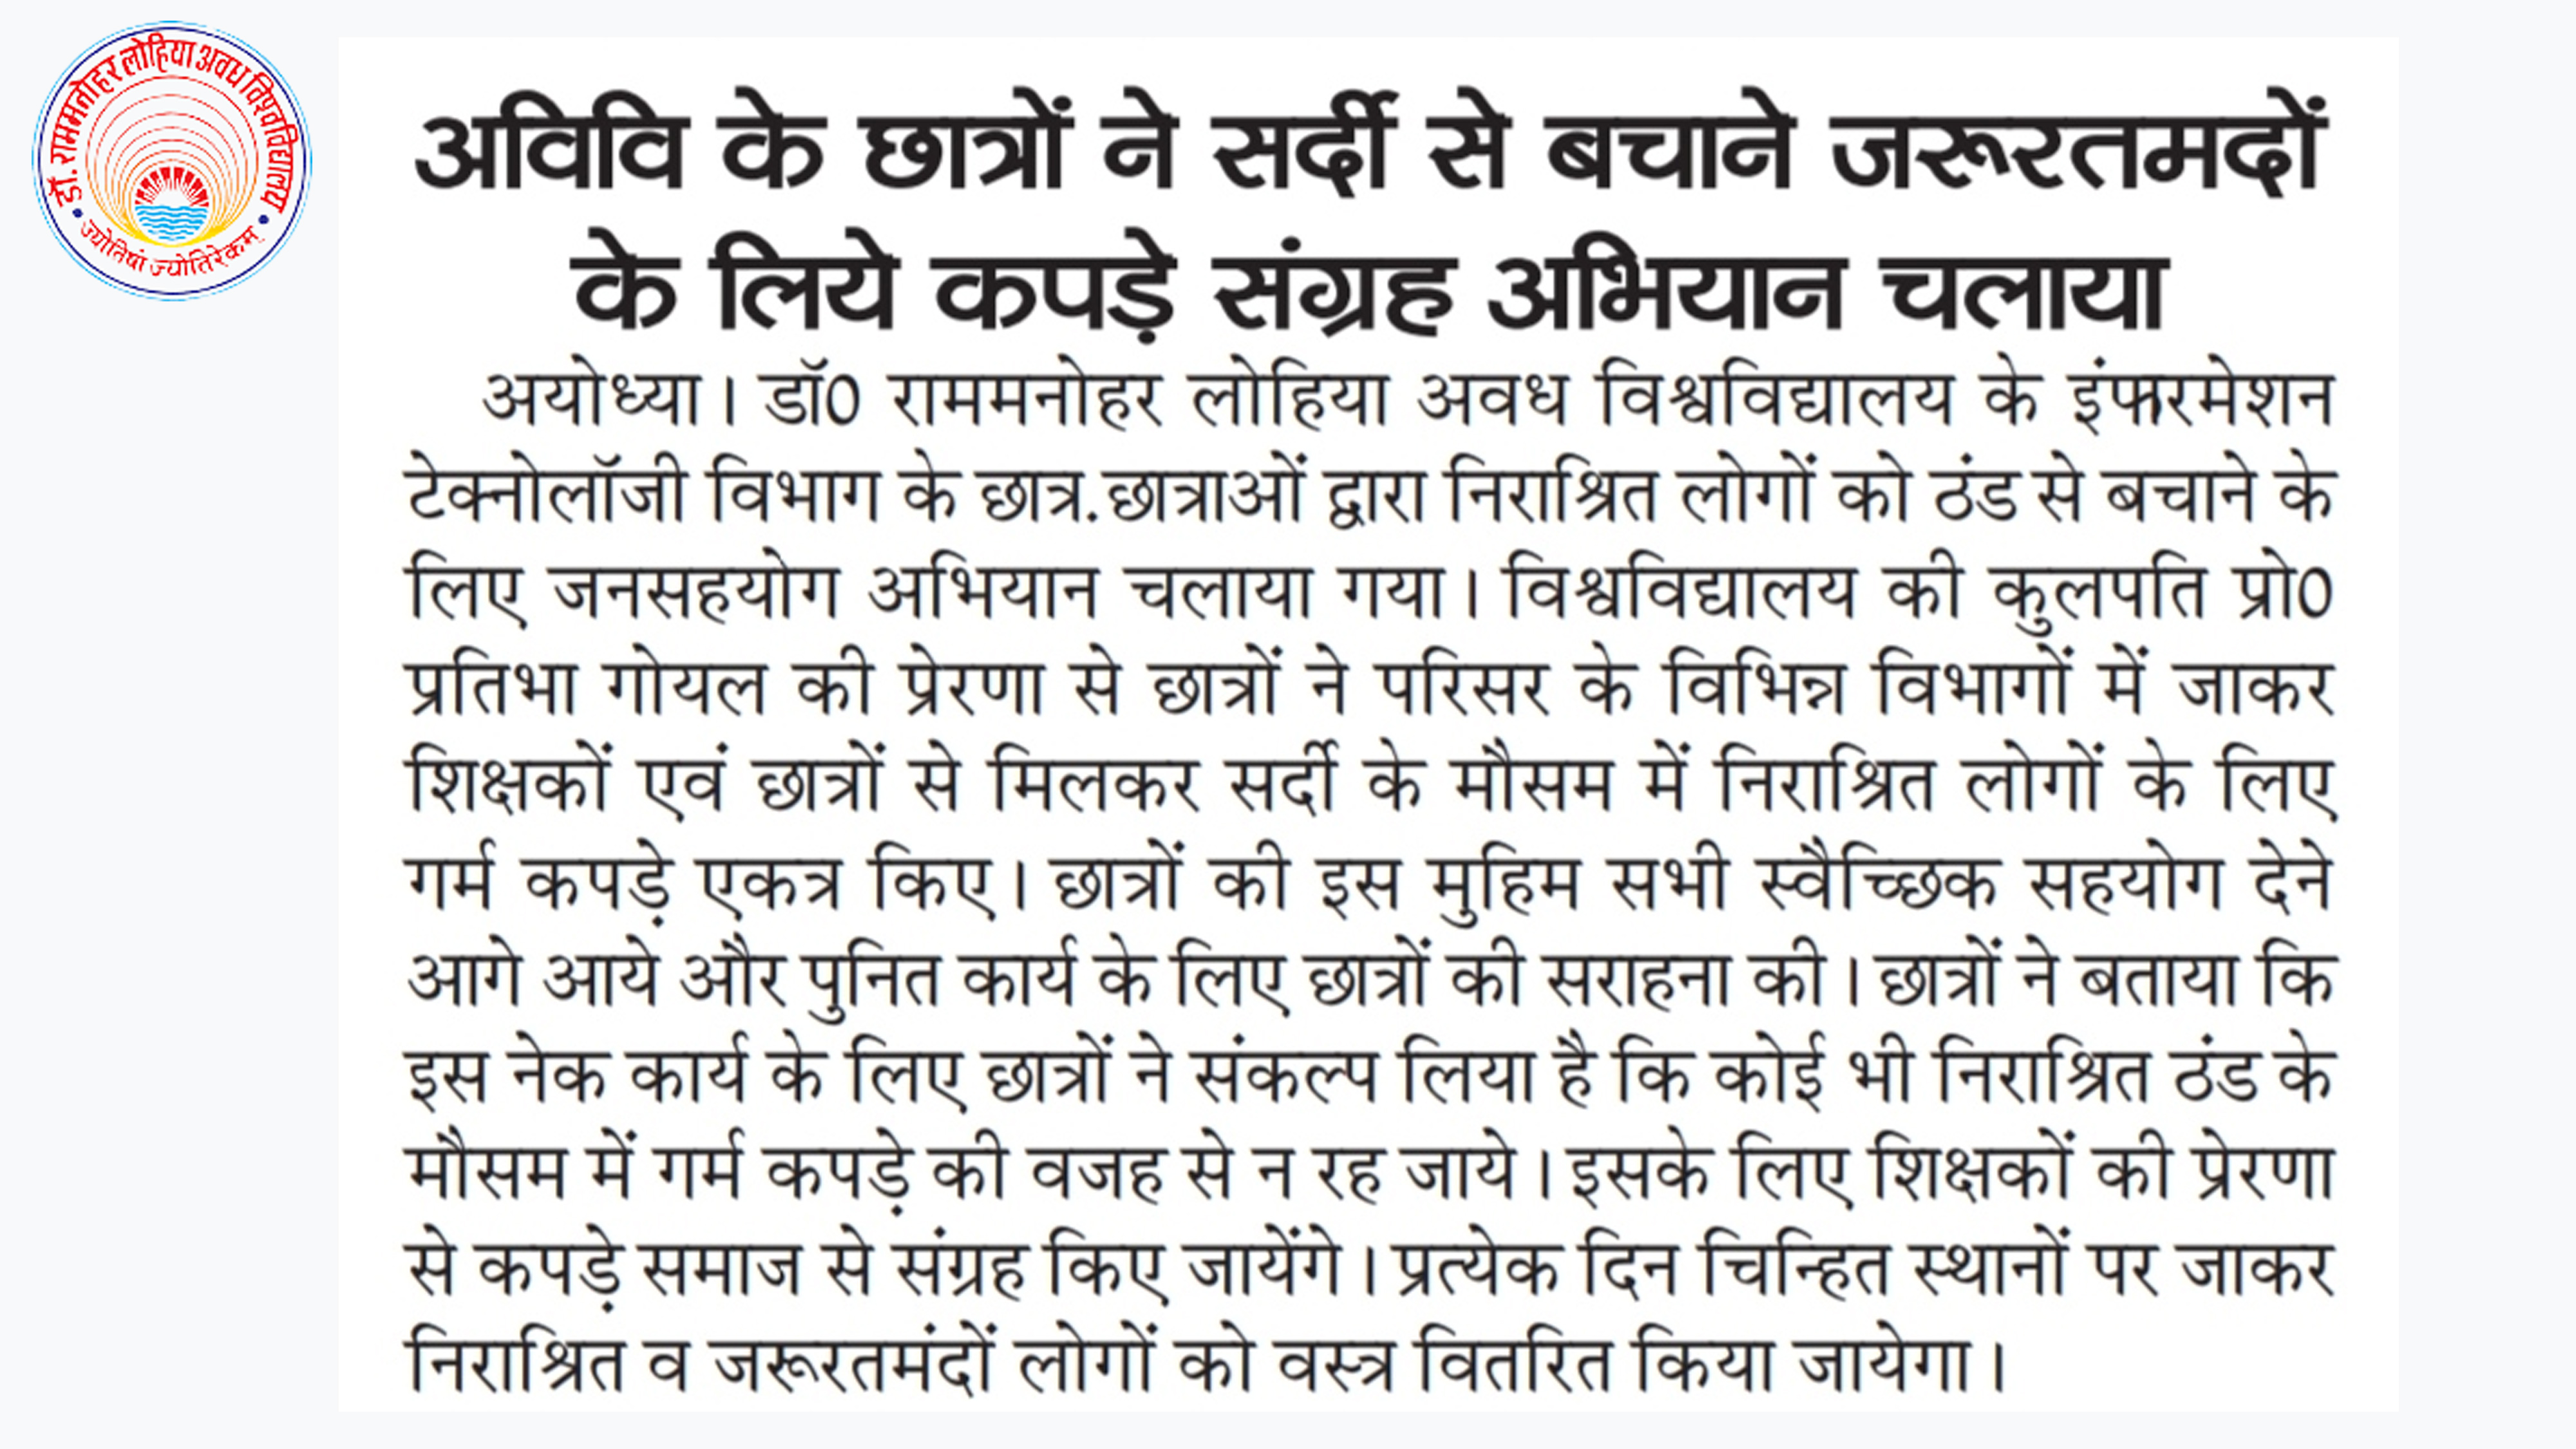 डॉ. राममनोहर लोहिया अवध विश्वविद्यालय
ज्योतिषां ज्योतिरेकम्
अविवि के छात्रों ने सर्दी से बचाने जरूरतमदों
के लिये कपड़े संग्रह अभियान चलाया
अयोध्या। डॉ0 राममनोहर लोहिया अवध विश्वविद्यालय के इंफारमेशन
टेक्नोलॉजी विभाग के छात्र.छात्राओं द्वारा निराश्रित लोगों को ठंड से बचाने के
लिए जनसहयोग अभियान चलाया गया। विश्वविद्यालय की कुलपति प्रो0
प्रतिभा गोयल की प्रेरणा से छात्रों ने परिसर के विभिन्न विभागों में जाकर
शिक्षकों एवं छात्रों से मिलकर सर्दी के मौसम में निराश्रित लोगों के लिए
गर्म कपड़े एकत्र किए। छात्रों की इस मुहिम सभी स्वैच्छिक सहयोग देने
आगे आये और पुनित कार्य के लिए छात्रों की सराहना की। छात्रों ने बताया कि
इस नेक कार्य के लिए छात्रों ने संकल्प लिया है कि कोई भी निराश्रित ठंड के
मौसम में गर्म कपड़े की वजह से न रह जाये। इसके लिए शिक्षकों की प्रेरणा
से कपड़े समाज से संग्रह किए जायेंगे। प्रत्येक दिन चिन्हित स्थानों पर जाकर
निराश्रित व जरूरतमंदों लोगों को वस्त्र वितरित किया जायेगा।